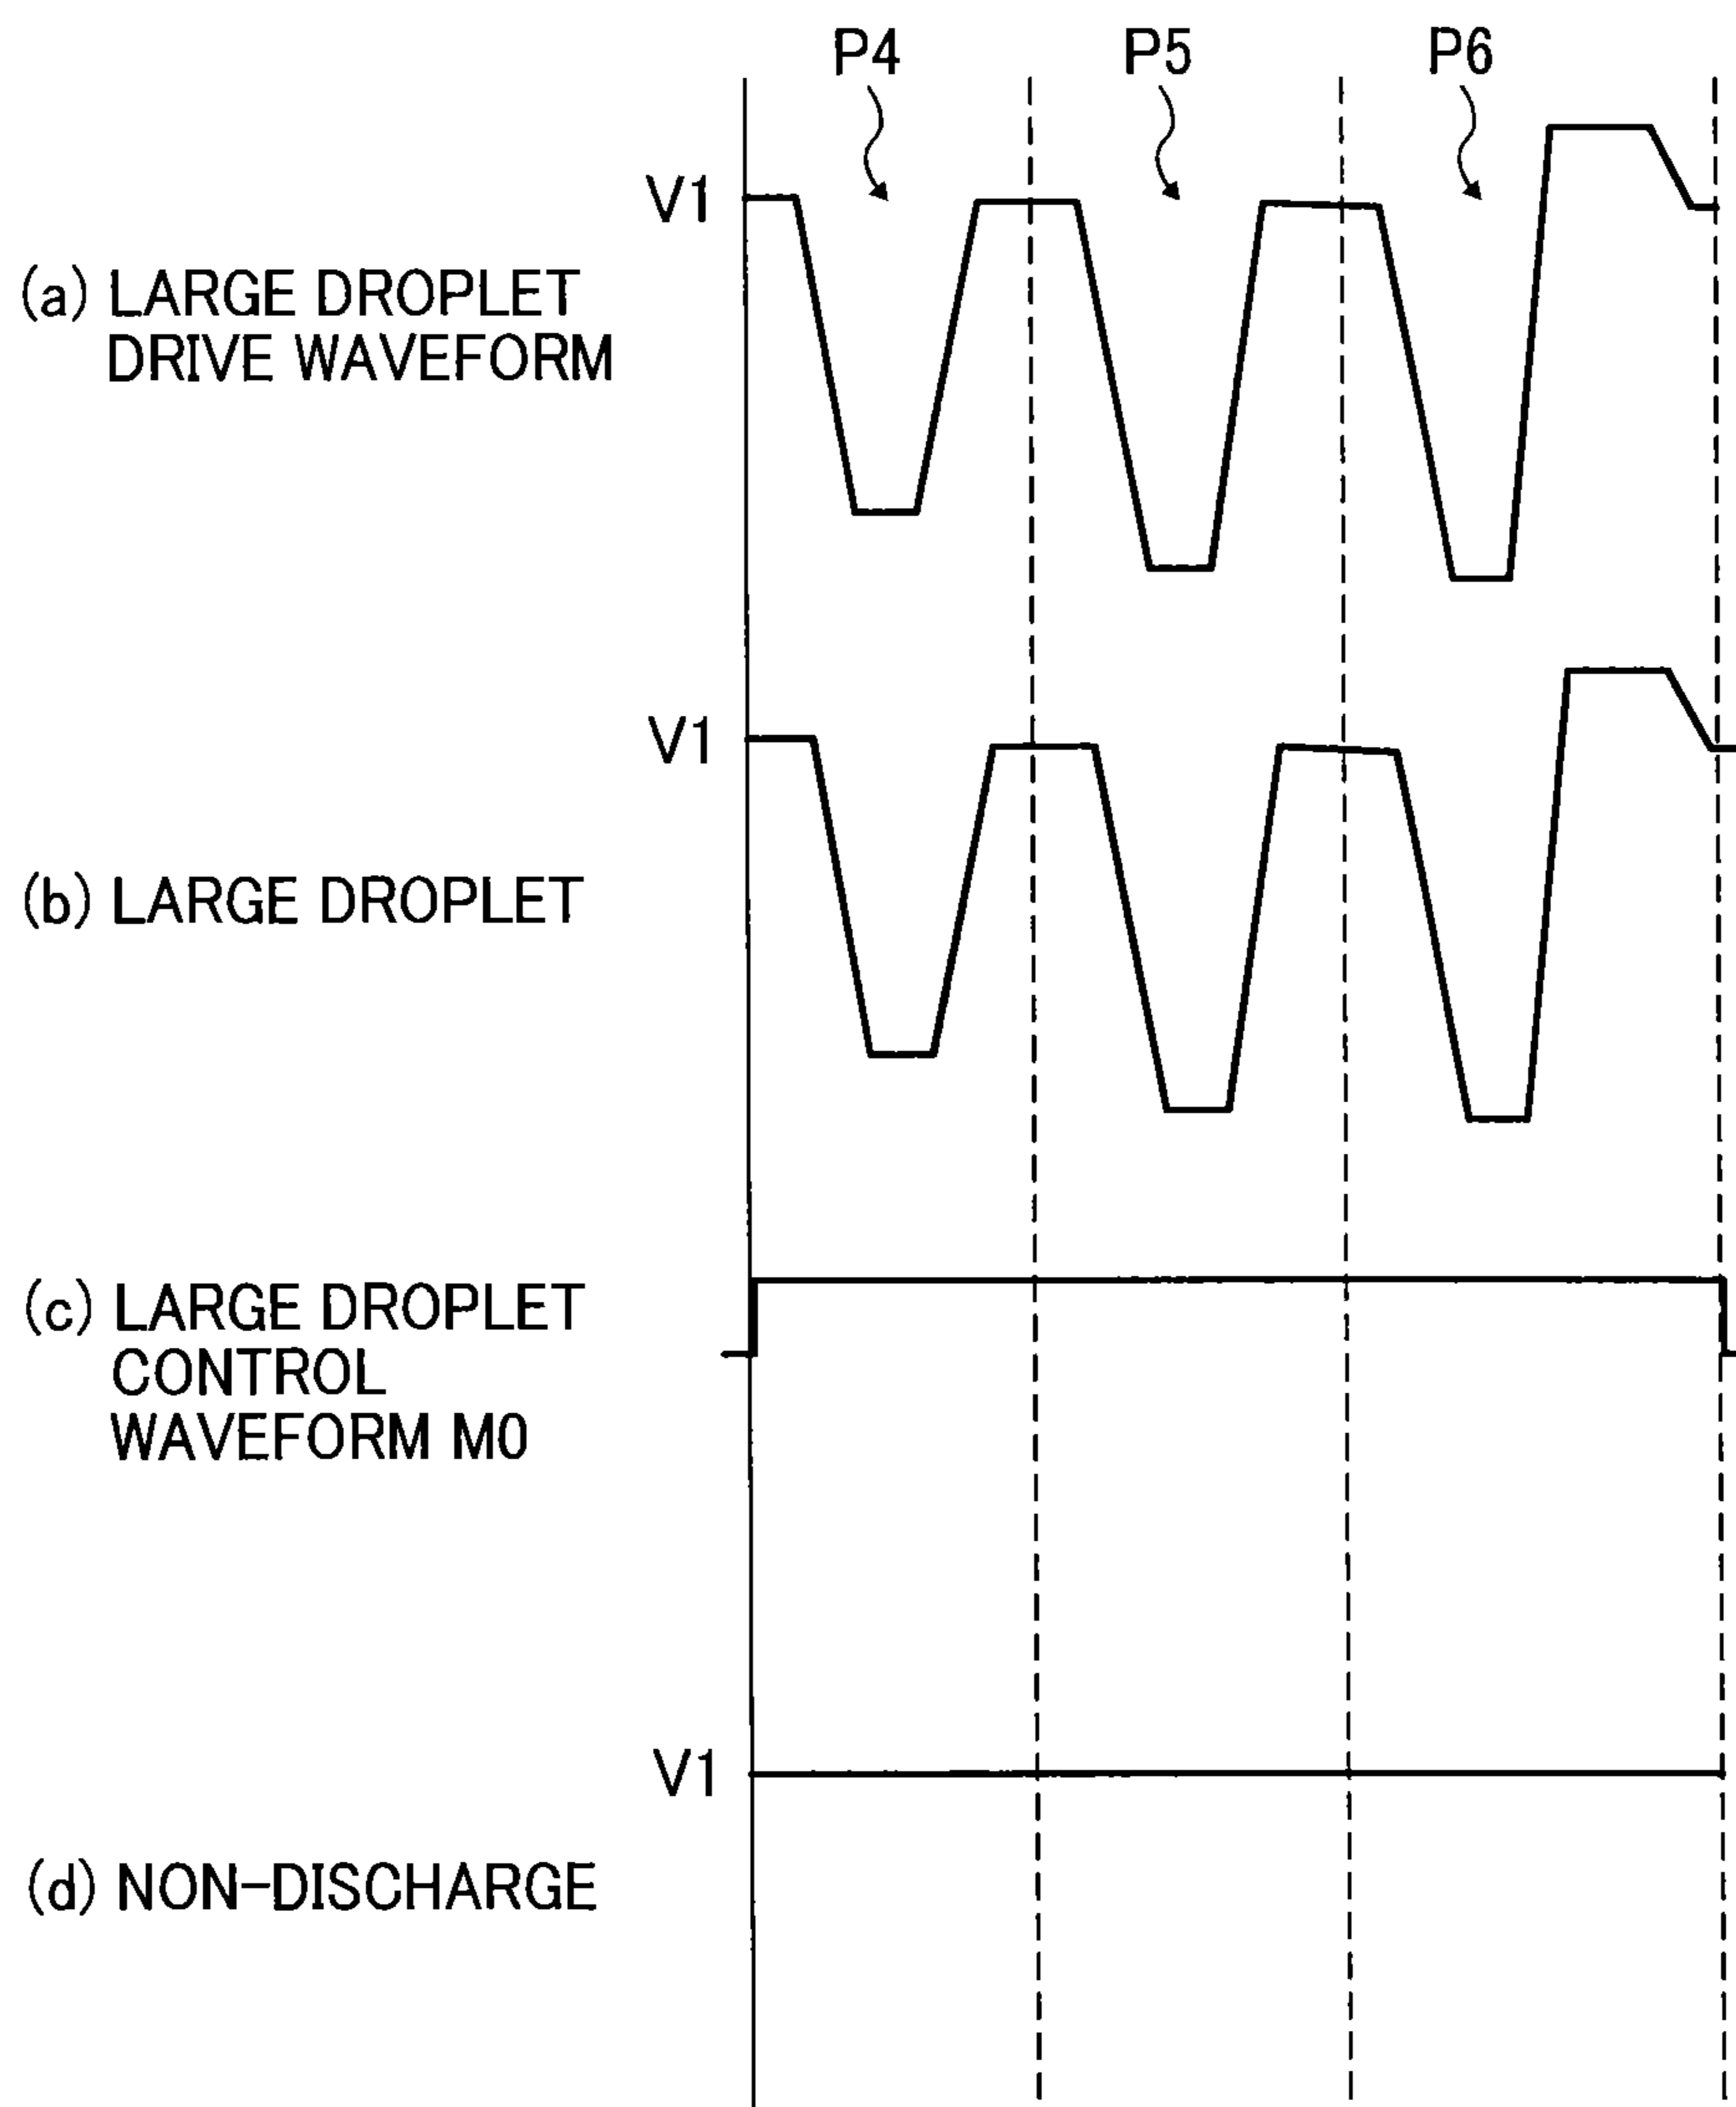 P4 P5 P6
V1
(a) LARGE DROPLET
DRIVE WAVEFORM
V1
(b) LARGE DROPLET
(c) LARGE DROPLET
CONTROL
WAVEFORM M0
V1
(d) NON-DISCHARGE